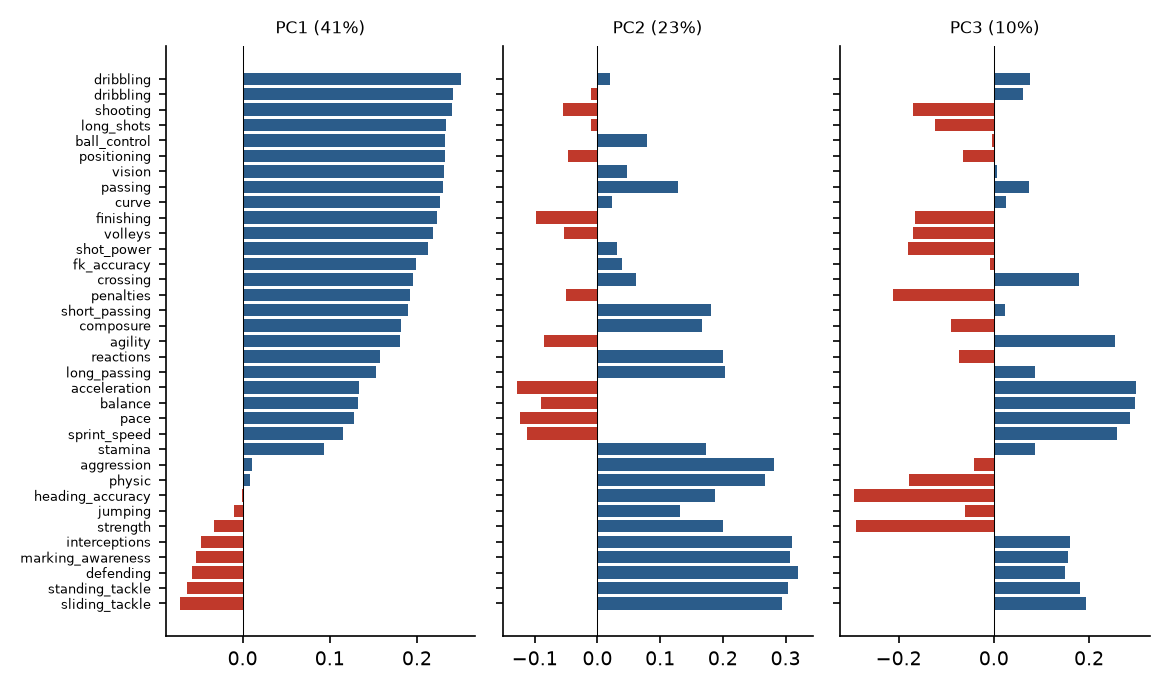 PC1 (41%)
PC2 (23%)
PC3 (10%)
dribbling
dribbling
shooting
long_shots
ball_control
positioning
vision
passing
curve
finishing
volleys
shot_power
fk_accuracy
crossing
penalties
short_passing
composure
agility
reactions
long_passing
acceleration
balance
pace
sprint_speed
stamina
aggression
physic
heading_accuracy
jumping
strength
interceptions
marking_awareness
defending
standing_tackle
sliding_tackle
0.0 0.1 0.2
−0.1 0.0 0.1 0.2 0.3
−0.2 0.0 0.2